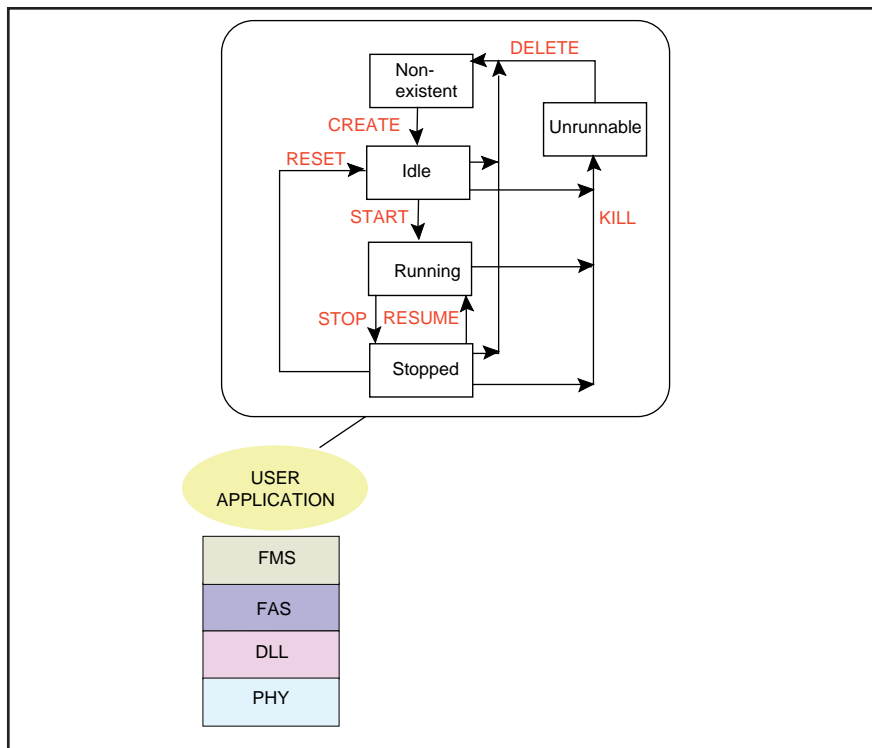 DELETE
Non-
existent
Unrunnable
CREATE
RESET
Idle
START
KILL
Running
STOP
RESUME
Stopped
USER
APPLICATION
FMS
FAS
DLL
PHY